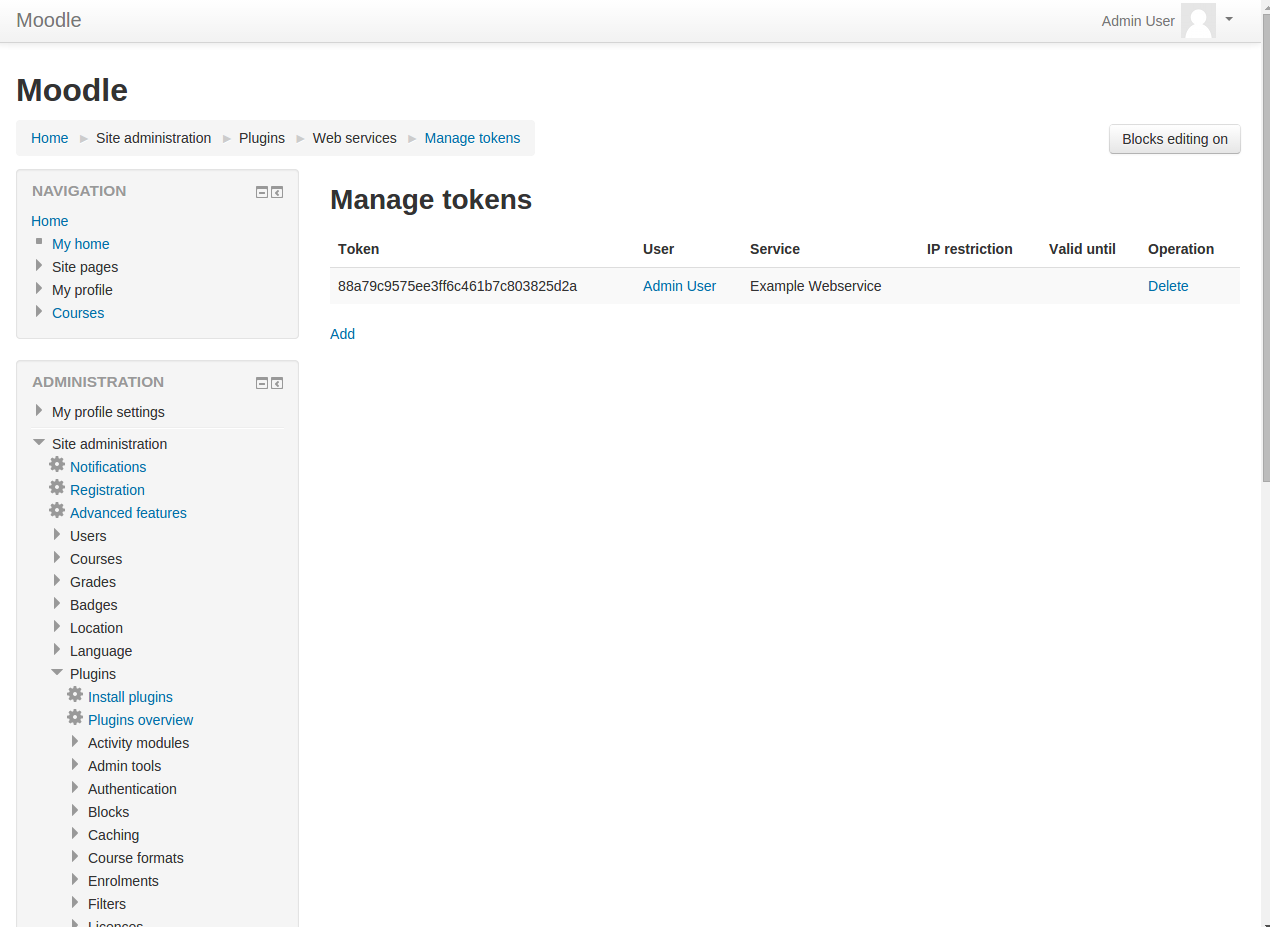 Moodle
Admin User
Moodle
Home Site administration Plugins Web services Manage tokens
Blocks editing on
NAVIGATION
Home
My home
Site pages
My profile
Courses
Manage tokens
Token User Service IP restriction Valid until Operation
88a79c9575ee3ff6c461b7c803825d2a Admin User Example Webservice Delete
Add
ADMINISTRATION
My profile settings
Site administration
Notifications
Registration
Advanced features
Users
Courses
Grades
Badges
Location
Language
Plugins
Install plugins
Plugins overview
Activity modules
Admin tools
Authentication
Blocks
Caching
Course formats
Enrolments
Filters
Licences